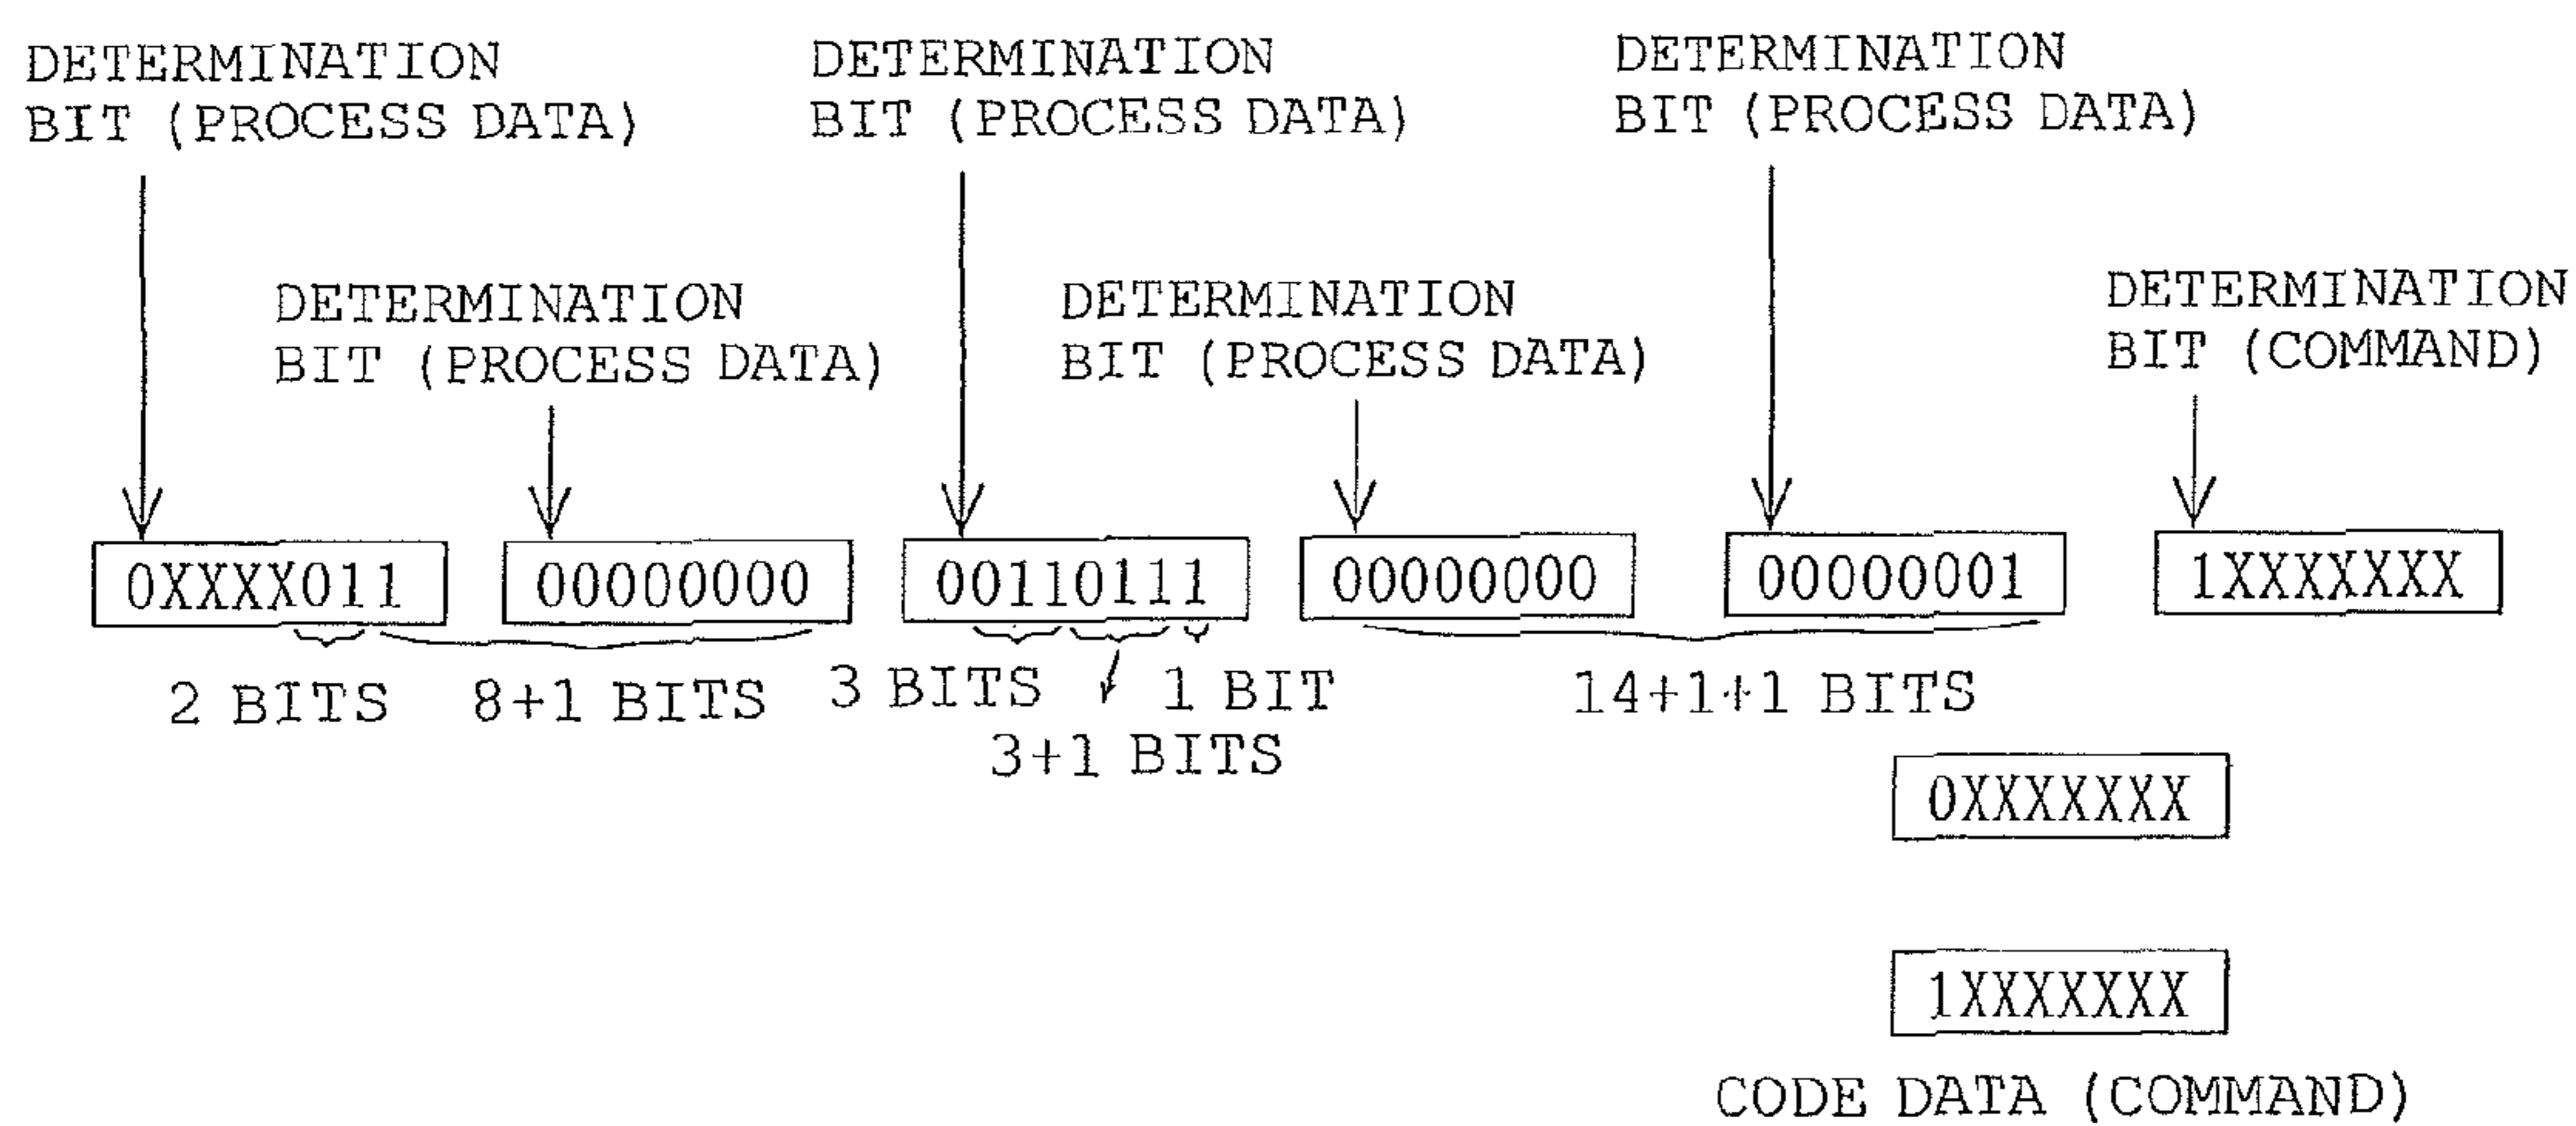 DETERMINATION
BIT (PROCESS DATA)
DETERMINATION
BIT (PROCESS DATA)
DETERMINATION
BIT (PROCESS DATA)
DETERMINATION
BIT (PROCESS DATA)
DETERMINATION
BIT (PROCESS DATA)
DETERMINATION
BIT (COMMAND)
0XXXX011
00000000
00110111
00000000
00000001
1XXXXXXX
2 BITS
8+1 BITS
3 BITS
1 BIT
14+1+1 BITS
3+1 BITS
0XXXXXXX
1XXXXXXX
CODE DATA (COMMAND)